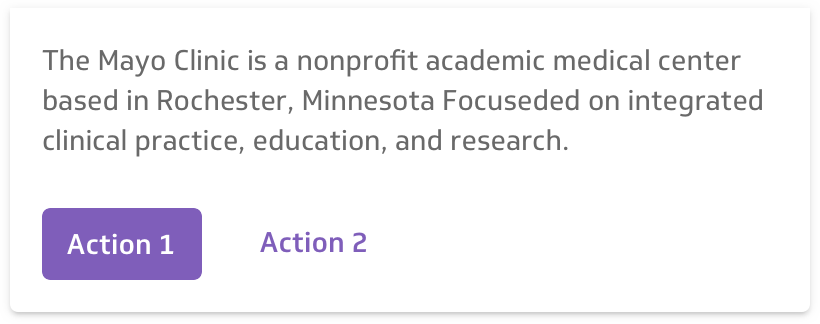 The Mayo Clinic is a nonprofit academic medical center
based in Rochester, Minnesota Focuseded on integrated
clinical practice, education, and research.
Action 1
Action 2